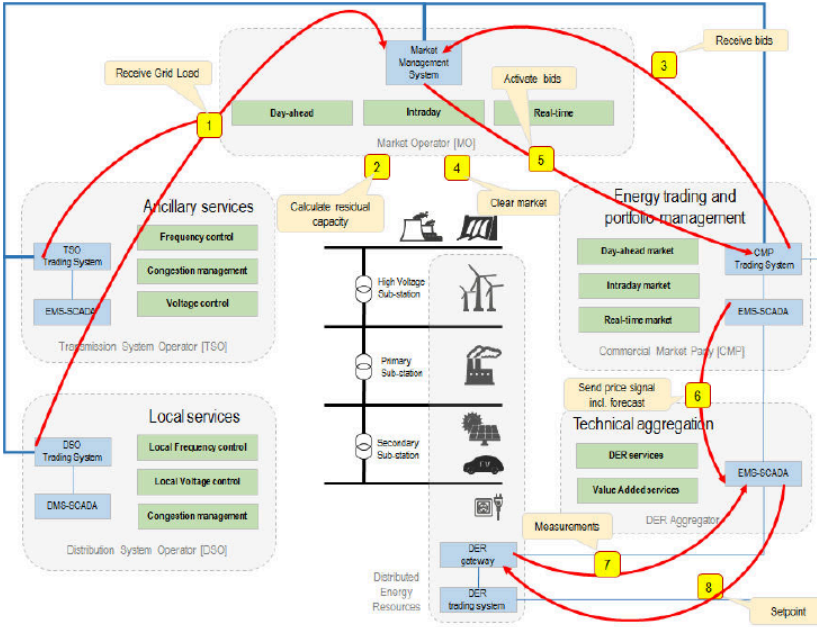 Market
Management
System
Receive bids
3
Receive Grid Load
Activate bids
1
Day-ahead
Intraday
Real-time
Market Operator [MO]
5
2
4
Calculate residual
capacity
Clear market
Ancillary services
Frequency control
Congestion management
Voltage control
TSO
Trading System
EMS-SCADA
Transmission System Operator [TSO]
Energy trading and
portfolio management
Day-ahead market
Intraday market
Real-time market
CMP
Trading System
EMS-SCADA
Commercial Market Party [CMP]
High Voltage
Sub-station
Primary
Sub-station
Secondary
Sub-station
EV
Send price signal
incl. forecast
6
Local services
Local Frequency control
Local Voltage control
Congestion management
DSO
Trading System
DMS-SCADA
Distribution System Operator [DSO]
Technical aggregation
DER services
Value Added services
EMS-SCADA
DER Aggregator
Measurements
7
DER
gateway
Distributed
Energy
Resources
DER
trading system
8
Setpoint